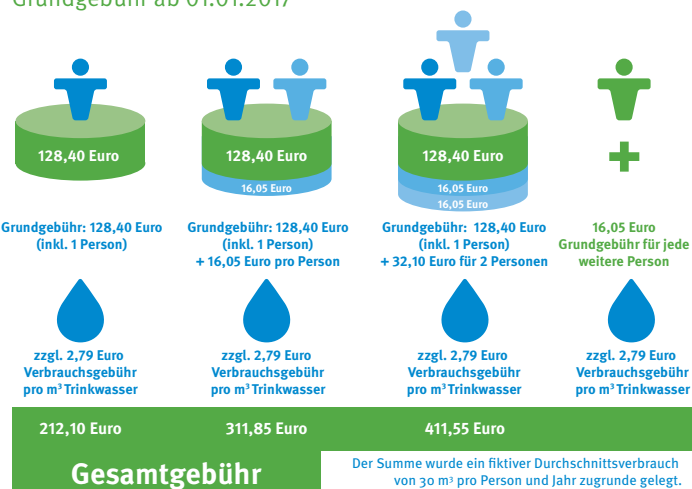 Grundgebühr ab 01.01.2017
128,40 Euro
128,40 Euro
16,05 Euro
128,40 Euro
16,05 Euro
16,05 Euro
+
Grundgebühr: 128,40 Euro
(inkl. 1 Person)
Grundgebühr: 128,40 Euro
(inkl. 1 Person)
+ 16,05 Euro pro Person
Grundgebühr: 128,40 Euro
(inkl. 1 Person)
+ 32,10 Euro für 2 Personen
16,05 Euro
Grundgebühr für jede
weitere Person
zzgl. 2,79 Euro
Verbrauchsgebühr
pro m³ Trinkwasser
zzgl. 2,79 Euro
Verbrauchsgebühr
pro m³ Trinkwasser
zzgl. 2,79 Euro
Verbrauchsgebühr
pro m³ Trinkwasser
zzgl. 2,79 Euro
Verbrauchsgebühr
pro m³ Trinkwasser
212,10 Euro
311,85 Euro
411,55 Euro
Gesamtgebühr
Der Summe wurde ein fiktiver Durchschnittsverbrauch
von 30 m³ pro Person und Jahr zugrunde gelegt.